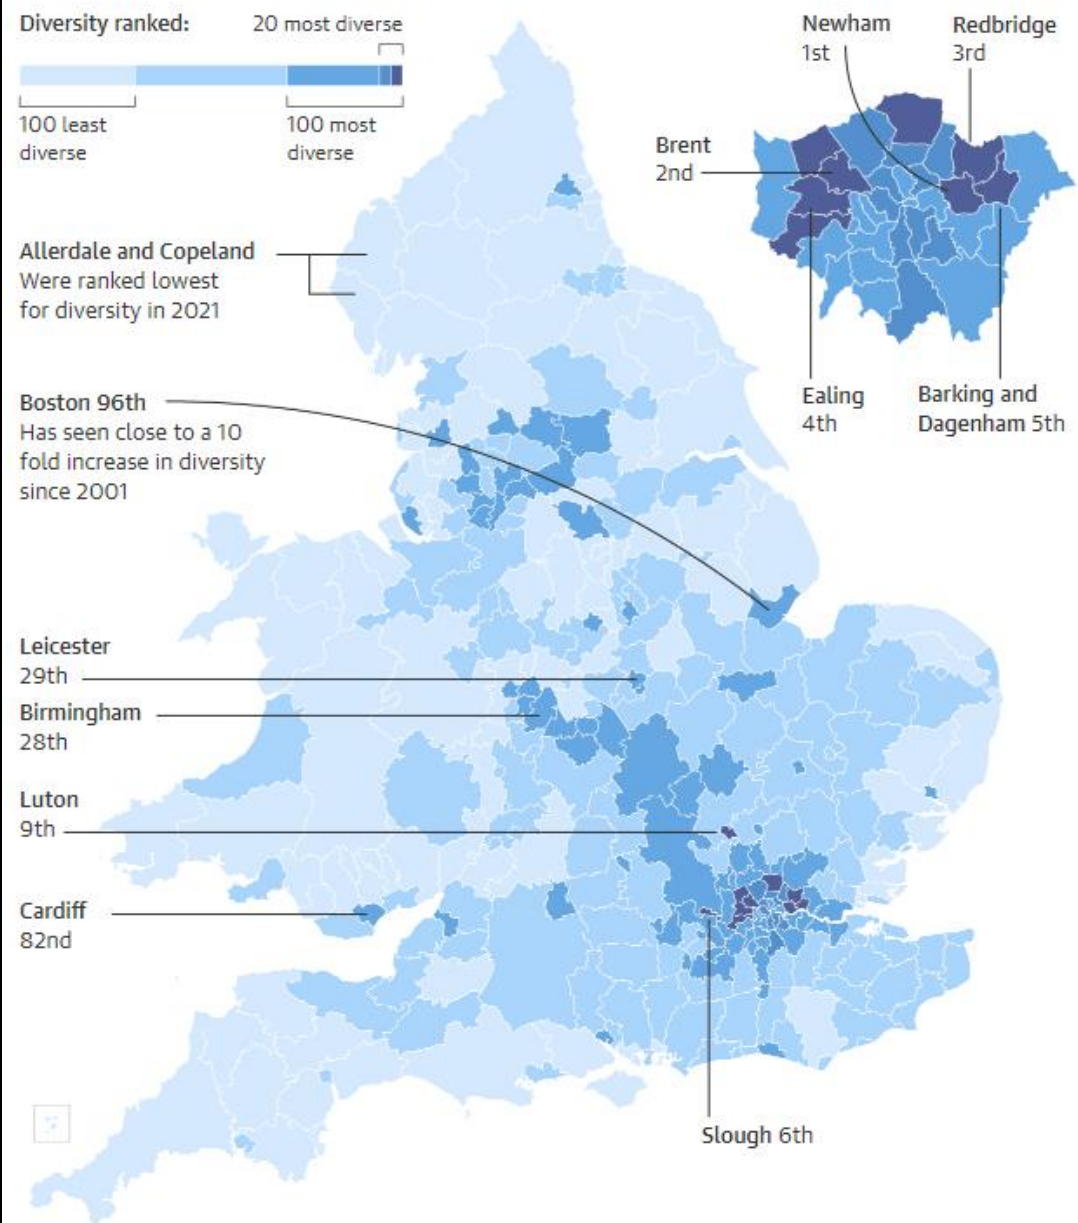 Diversity ranked:
20 most diverse
100 least
diverse
100 most
diverse
Newham
1st
Redbridge
3rd
Brent
2nd
Allerdale and Copeland
Were ranked lowest
for diversity in 2021
Ealing
4th
Barking and
Dagenham 5th
Boston 96th
Has seen close to a 10
fold increase in diversity
since 2001
Leicester
29th
Birmingham
28th
Luton
9th
Cardiff
82nd
Slough 6th